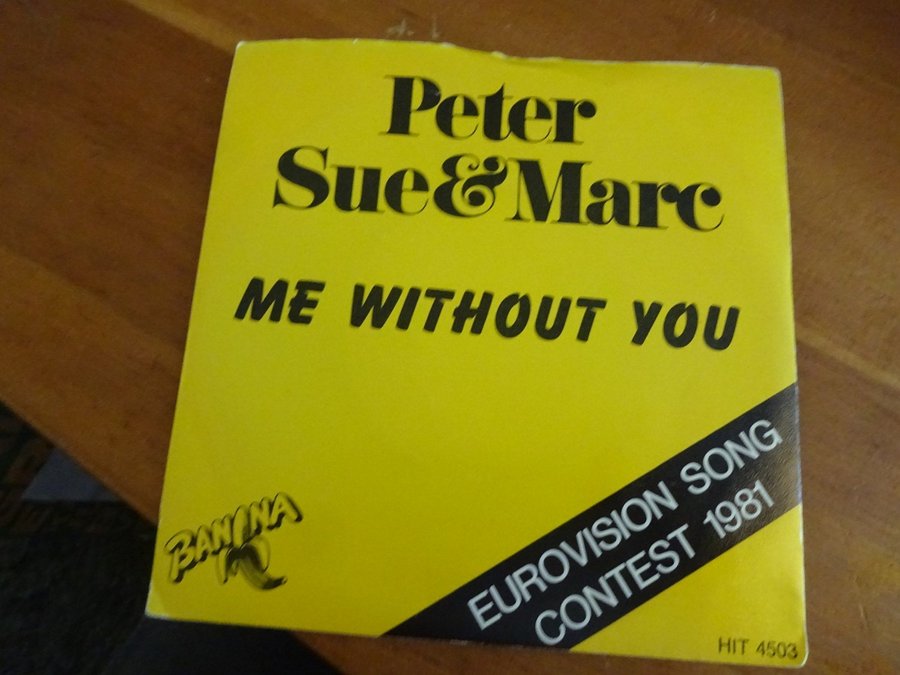 Peter
Sue & Marc
ME WITHOUT YOU
BANANA
EUROVISION SONG
CONTEST 1981
HIT 4503